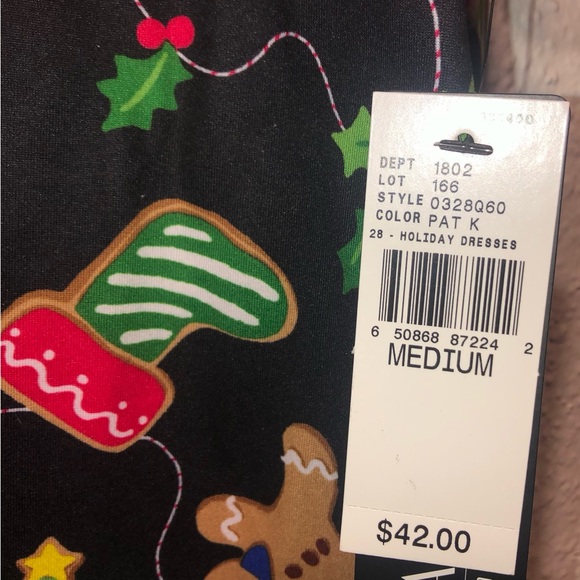 DEPT 1802
LOT 166
STYLE 0328Q60
COLOR PAT K
28 - HOLIDAY DRESSES
6 50868 87224 2
MEDIUM
$42.00